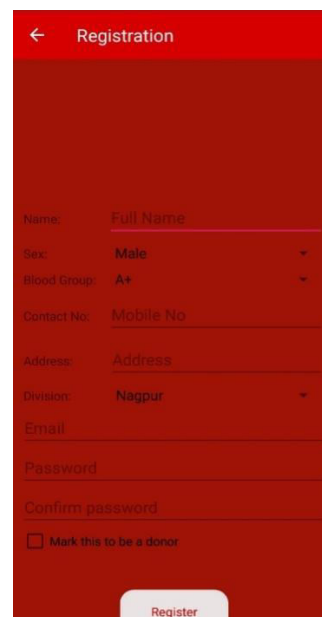 Registration
Name: Full Name
Sex: Male
Blood Group: A+
Contact No: Mobile No
Address: Address
Division: Nagpur
Email
Password
Confirm password
Mark this to be a donor
Register